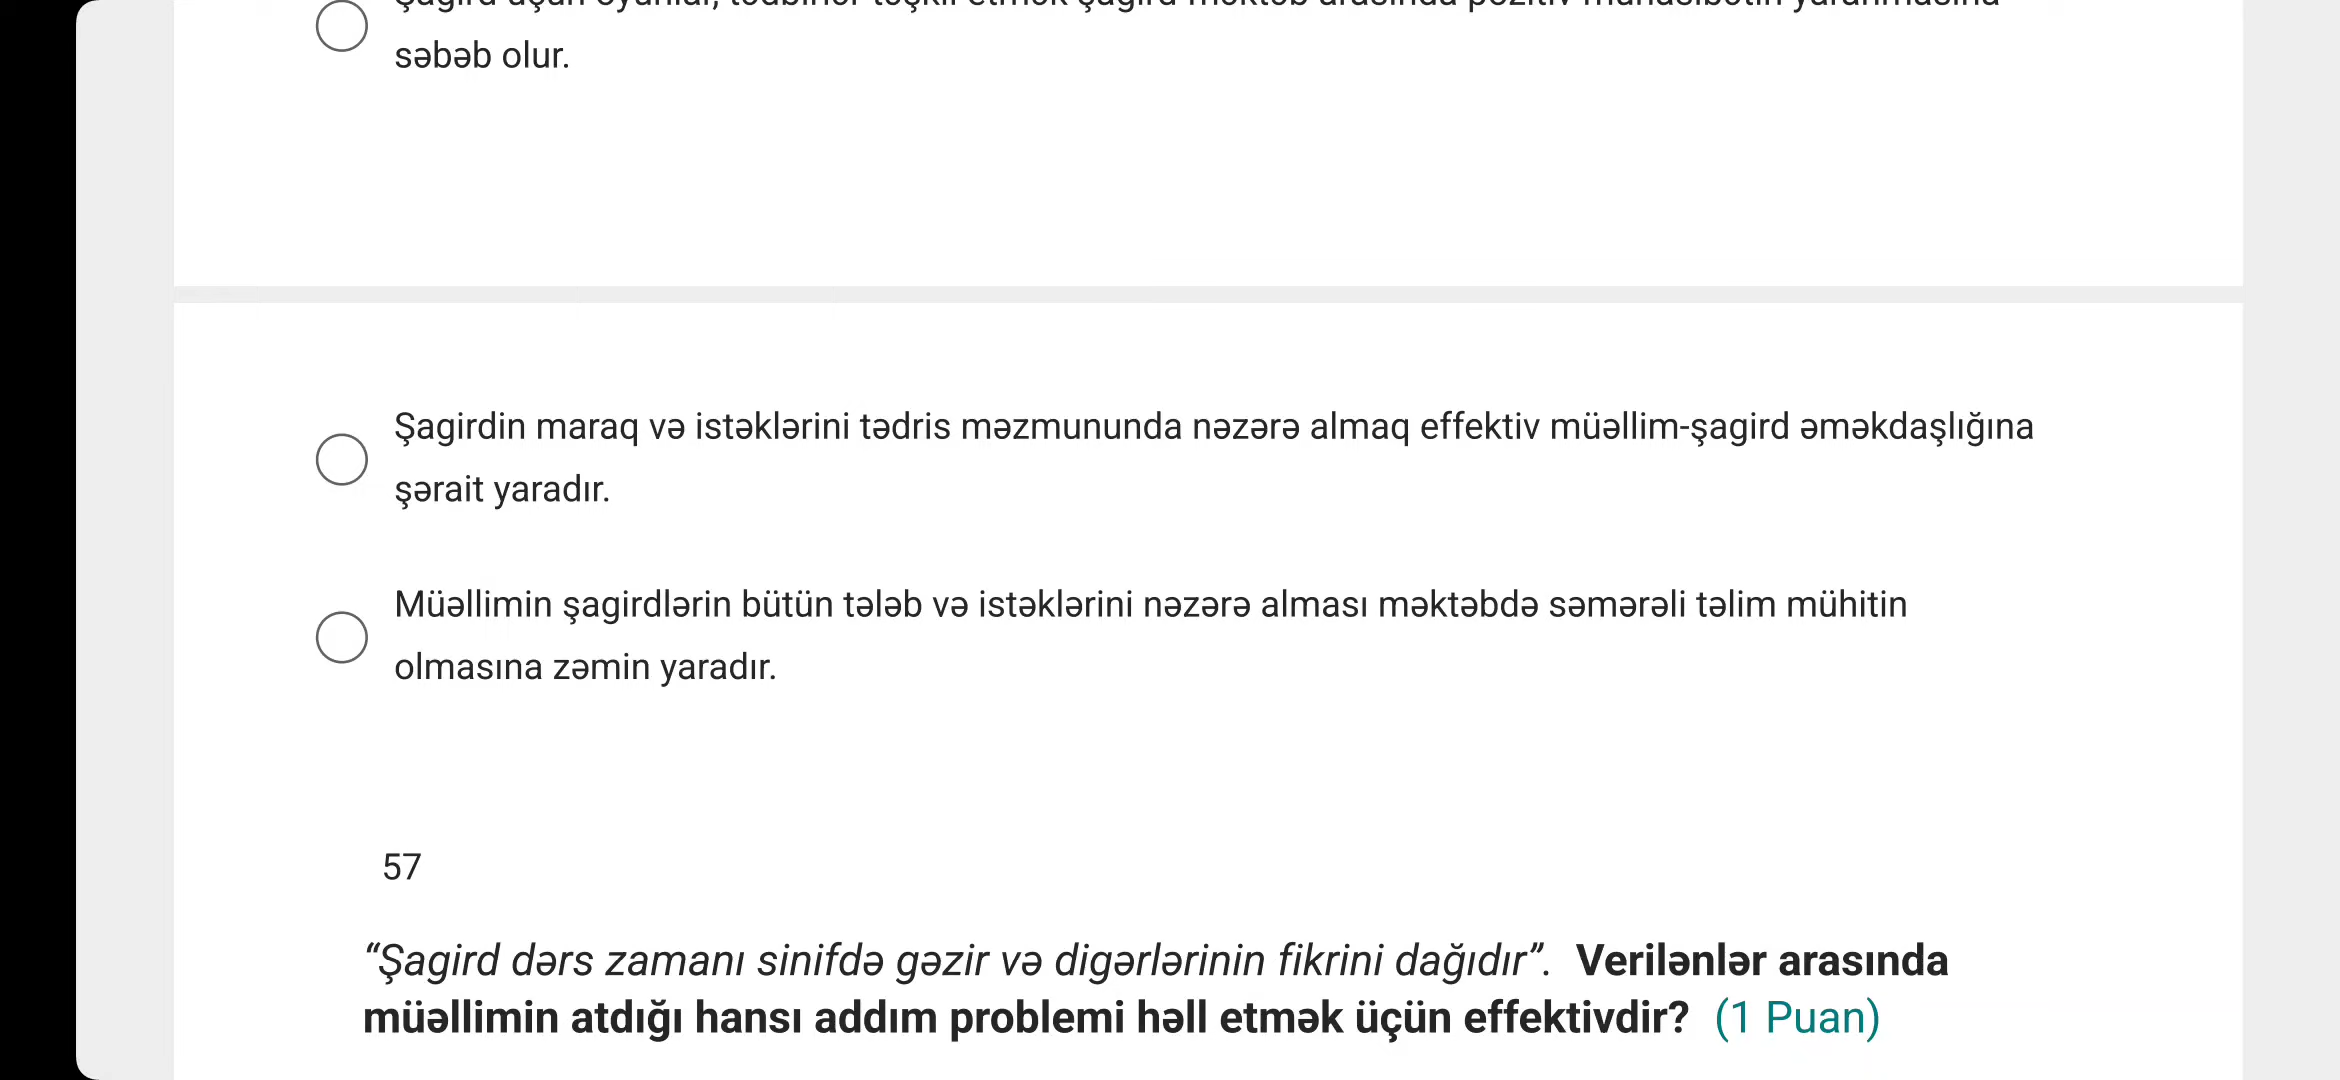 səbəb olur.
Şagirdin maraq və istəklərini tədris məzmununda nəzərə almaq effektiv müəllim-şagird əməkdaşlığına
şərait yaradır.
Müəllimin şagirdlərin bütün tələb və istəklərini nəzərə alması məktəbdə səmərəli təlim mühitin
olmasına zəmin yaradır.
57
“Şagird dərs zamanı sinifdə gəzir və digərlərinin fikrini dağıdır”. Verilənlər arasında
müəllimin atdığı hansı addım problemi həll etmək üçün effektivdir? (1 Puan)